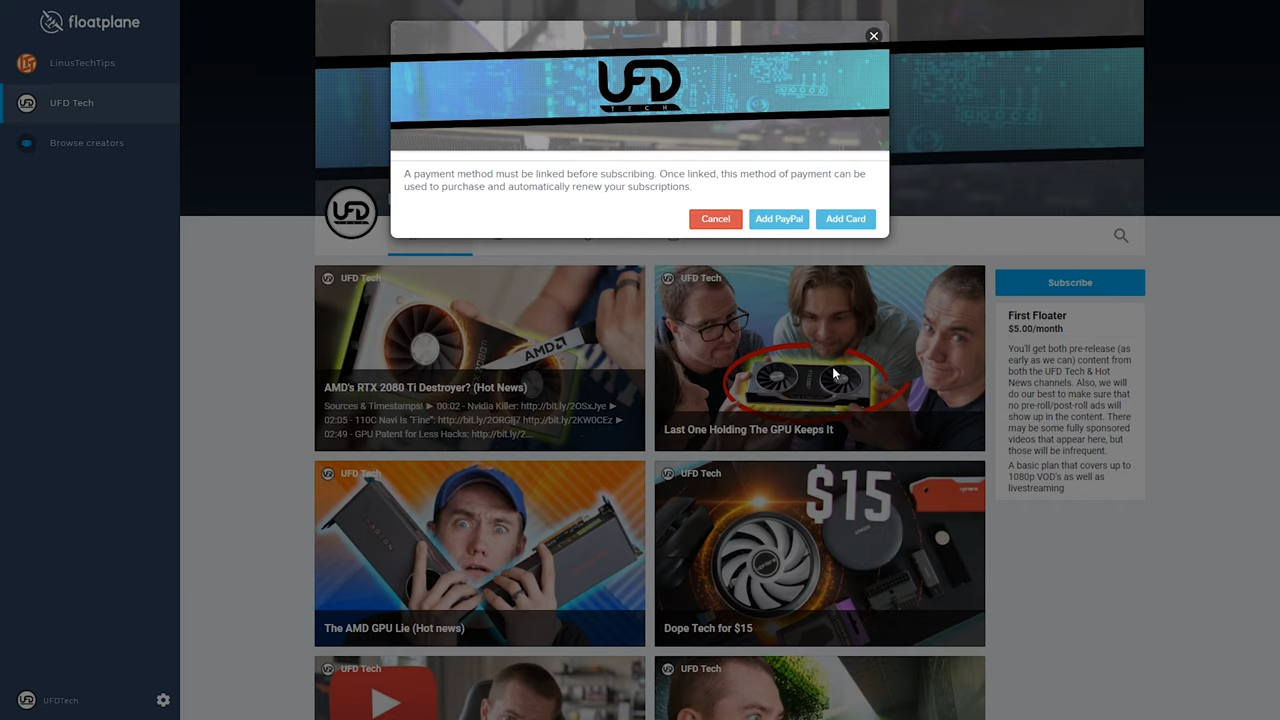 floatplane
LinusTechTips
UFD Tech
Browse creators
UFDTech
UFD
TECH
A payment method must be linked before subscribing. Once linked, this method of payment can be
used to purchase and automatically renew your subscriptions.
Cancel
Add PayPal
Add Card
UFD
UFD Tech
AMD
AMD's RTX 2080 Ti Destroyer? (Hot News)
Sources & Timestamps! ► 00:02 - Nvidia Killer: http://bit.ly/2OSxJye ►
02:05 - 110C Navi Is "Fine": http://bit.ly/2ORGlj7 http://bit.ly/2KW0CEz ►
02:49 - GPU Patent for Less Hacks: http://bit.ly/2...
UFD Tech
Last One Holding The GPU Keeps It
UFD Tech
RADEON
The AMD GPU Lie (Hot news)
UFD Tech
$15
Dope Tech for $15
UFD Tech
UFD Tech
Subscribe
First Floater
$5.00/month
You'll get both pre-release (as
early as we can) content from
both the UFD Tech & Hot
News channels. Also, we will
do our best to make sure that
no pre-roll/post-roll ads will
show up in the content. There
may be some fully sponsored
videos that appear here, but
those will be infrequent.
A basic plan that covers up to
1080p VOD's as well as
livestreaming